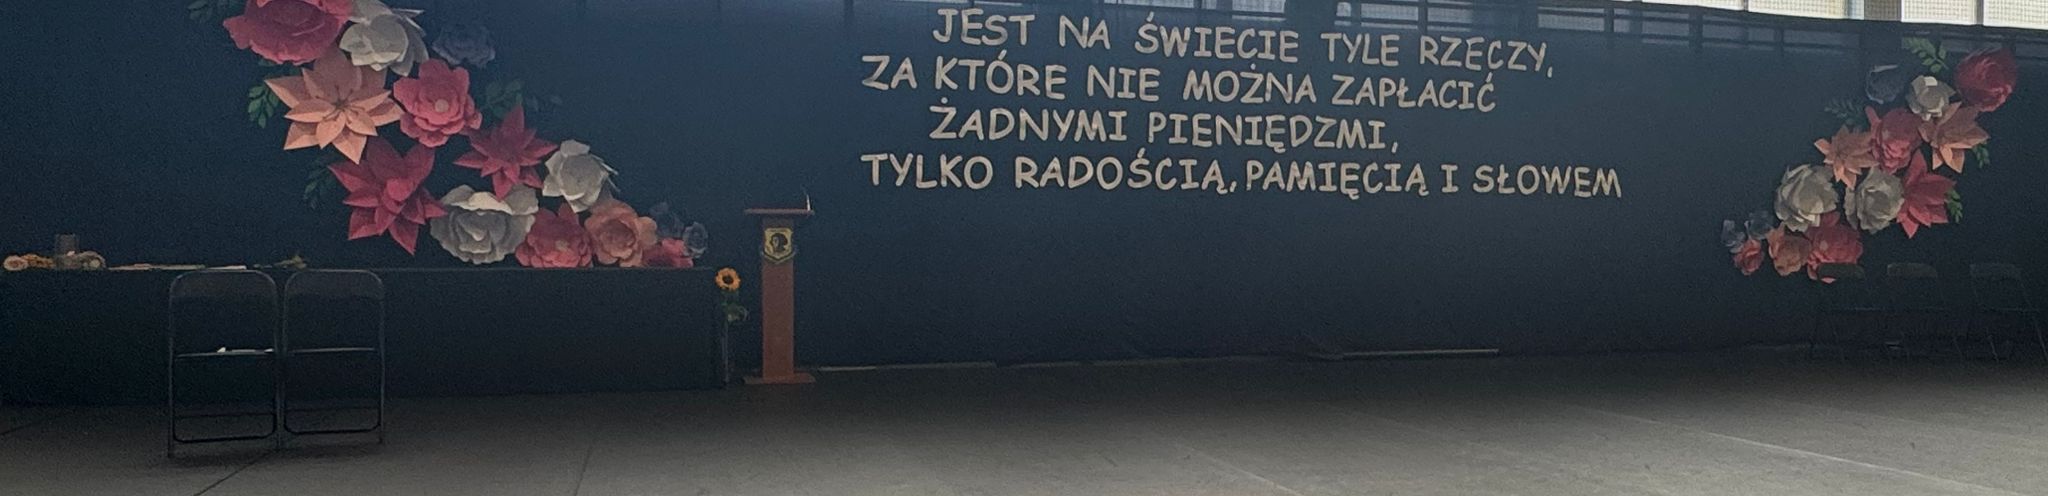 JEST NA ŚWIECIE TYLE RZECZY,
ZA KTÓRE NIE MOŻNA ZAPŁACIĆ
ŻADNYMI PIENIĘDZMI,
TYLKO RADOŚCIĄ, PAMIĘCIĄ I SŁOWEM